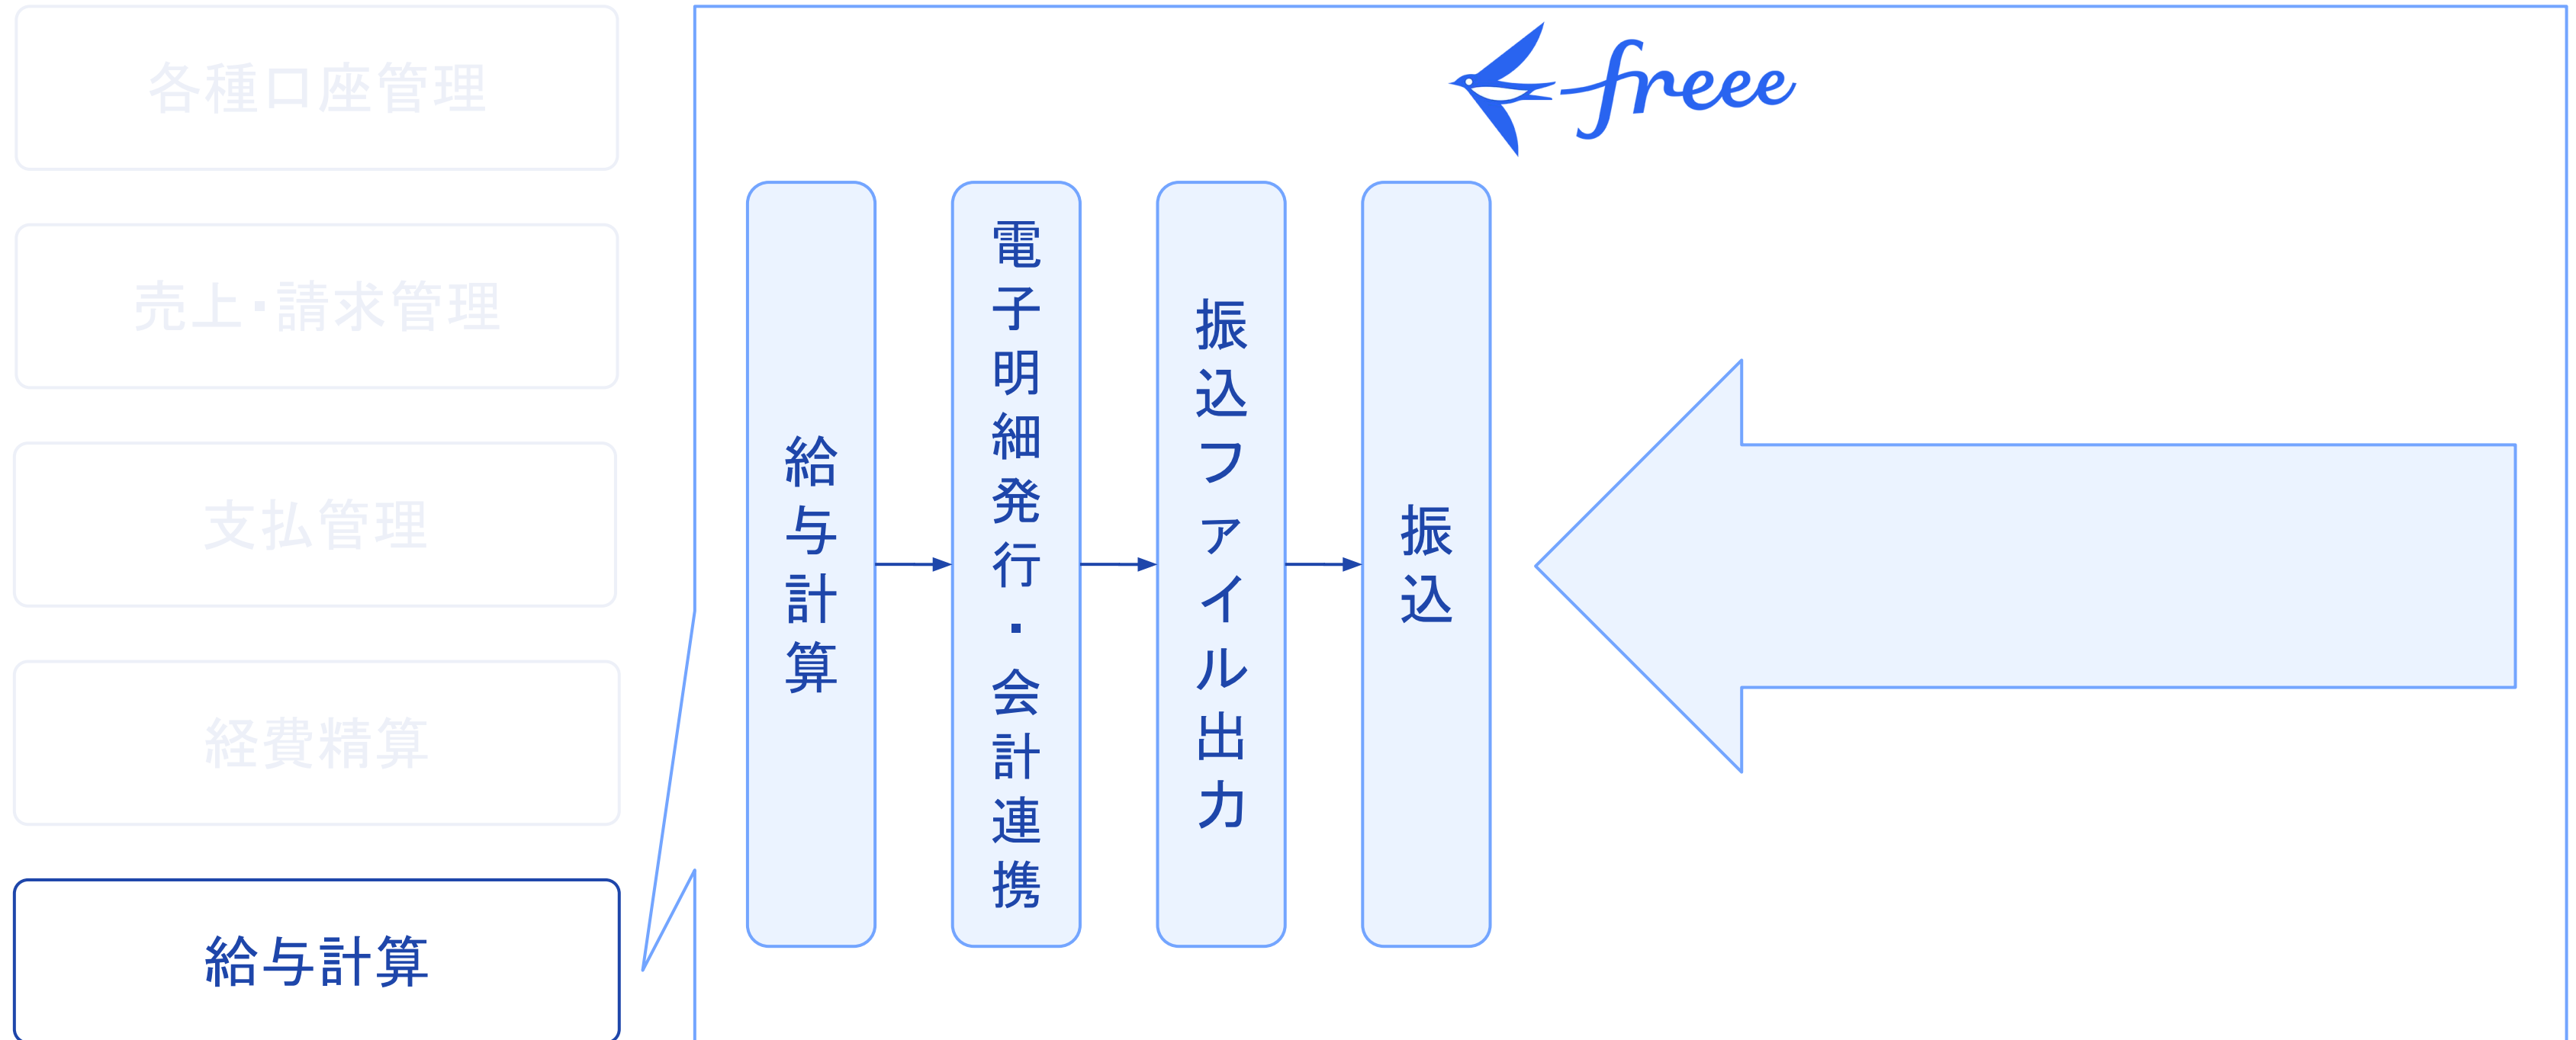 各種口座管理
売上・請求管理
支払管理
経費精算
給与計算
freee
給与計算
電子明細発行・会計連携
振込ファイル出力
振込